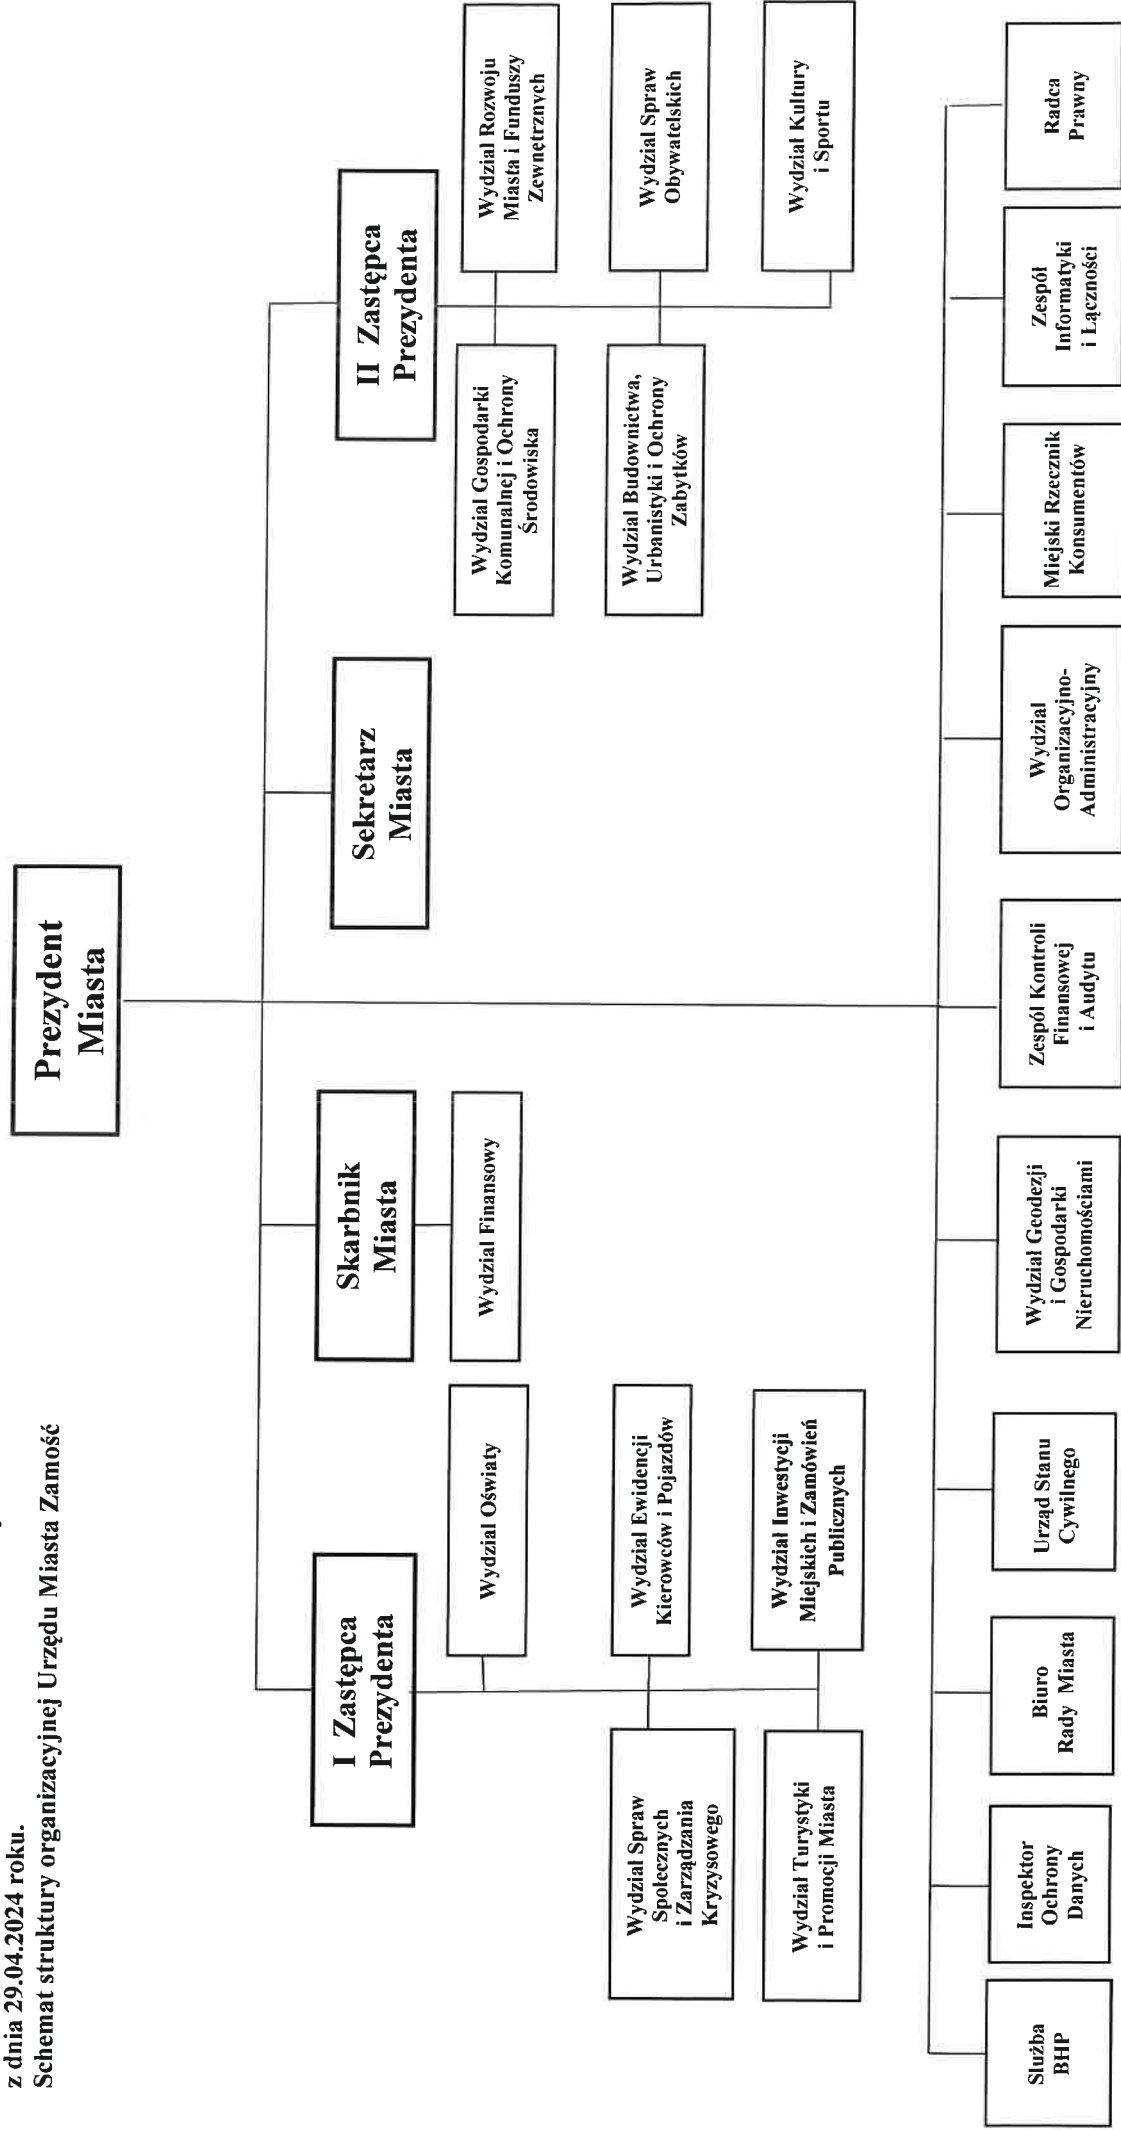 z dnia 29.04.2024 roku.
Schemat struktury organizacyjnej Urzędu Miasta Zamość
Prezydent
Miasta
I Zastępca
Prezydenta
Skarbnik
Miasta
Sekretarz
Miasta
II Zastępca
Prezydenta
Wydział Oświaty
Wydział Spraw
Społecznych
i Zarządzania
Kryzysowego
Wydział Ewidencji
Kierowców i Pojazdów
Wydział Turystyki
i Promocji Miasta
Wydział Inwestycji
Miejskich i Zamówień
Publicznych
Wydział Finansowy
Wydział Gospodarki
Komunalnej i Ochrony
Środowiska
Wydział Rozwoju
Miasta i Funduszy
Zewnętrznych
Wydział Budownictwa,
Urbanistyki i Ochrony
Zabytków
Wydział Spraw
Obywatelskich
Wydział Kultury
i Sportu
Służba
BHP
Inspektor
Ochrony
Danych
Biuro
Rady Miasta
Urząd Stanu
Cywilnego
Wydział Geodezji
i Gospodarki
Nieruchomościami
Zespół Kontroli
Finansowej
i Audytu
Wydział
Organizacyjno-
Administracyjny
Miejski Rzecznik
Konsumentów
Zespół
Informatyki
i Łączności
Radca
Prawny